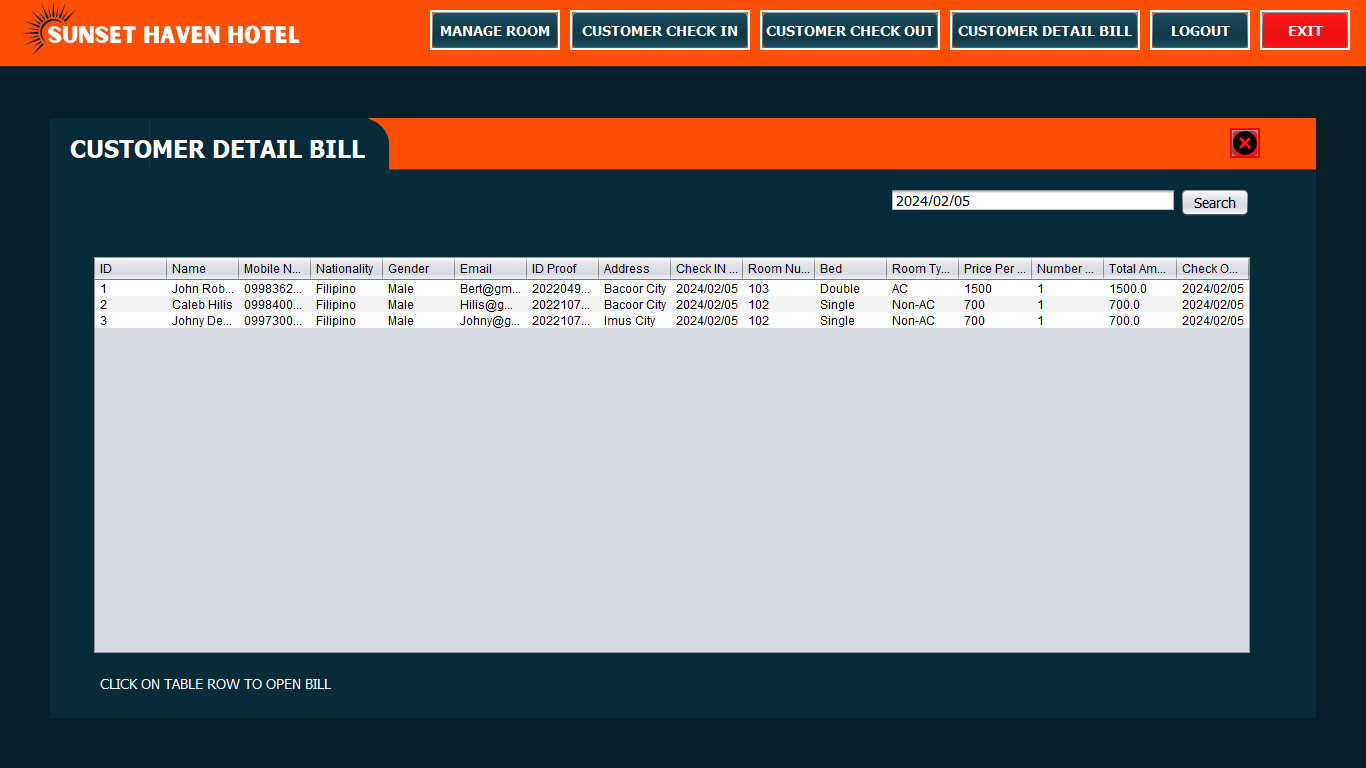 SUNSET HAVEN HOTEL
MANAGE ROOM CUSTOMER CHECK IN CUSTOMER CHECK OUT CUSTOMER DETAIL BILL LOGOUT EXIT
CUSTOMER DETAIL BILL
2024/02/05 Search
ID Name Mobile N... Nationality Gender Email ID Proof Address Check IN ... Room Nu... Bed Room Ty... Price Per ... Number ... Total Am... Check O...
1 John Rob... 0998362... Filipino Male Bert@gm... 2022049... Bacoor City 2024/02/05 103 Double AC 1500 1 1500.0 2024/02/05
2 Caleb Hilis 0998400... Filipino Male Hilis@g... 2022107... Bacoor City 2024/02/05 102 Single Non-AC 700 1 700.0 2024/02/05
3 Johny De... 0997300... Filipino Male Johny@g... 2022107... Imus City 2024/02/05 102 Single Non-AC 700 1 700.0 2024/02/05
CLICK ON TABLE ROW TO OPEN BILL